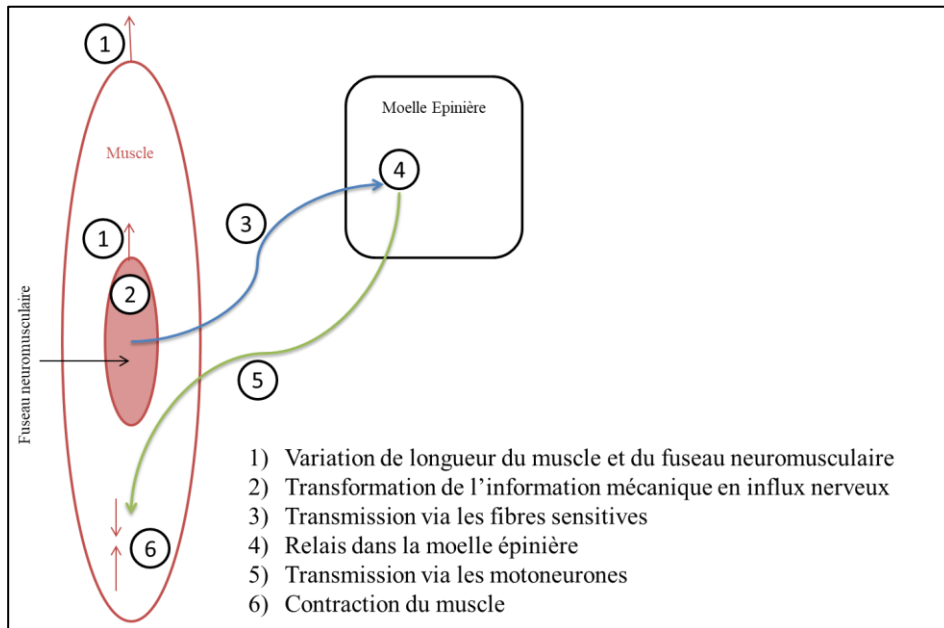 1
Moelle Epinière
Muscle
4
1
3
2
Fuseau neuromusculaire
5
6
1) Variation de longueur du muscle et du fuseau neuromusculaire
2) Transformation de l’information mécanique en influx nerveux
3) Transmission via les fibres sensitives
4) Relais dans la moelle épinière
5) Transmission via les motoneurones
6) Contraction du muscle